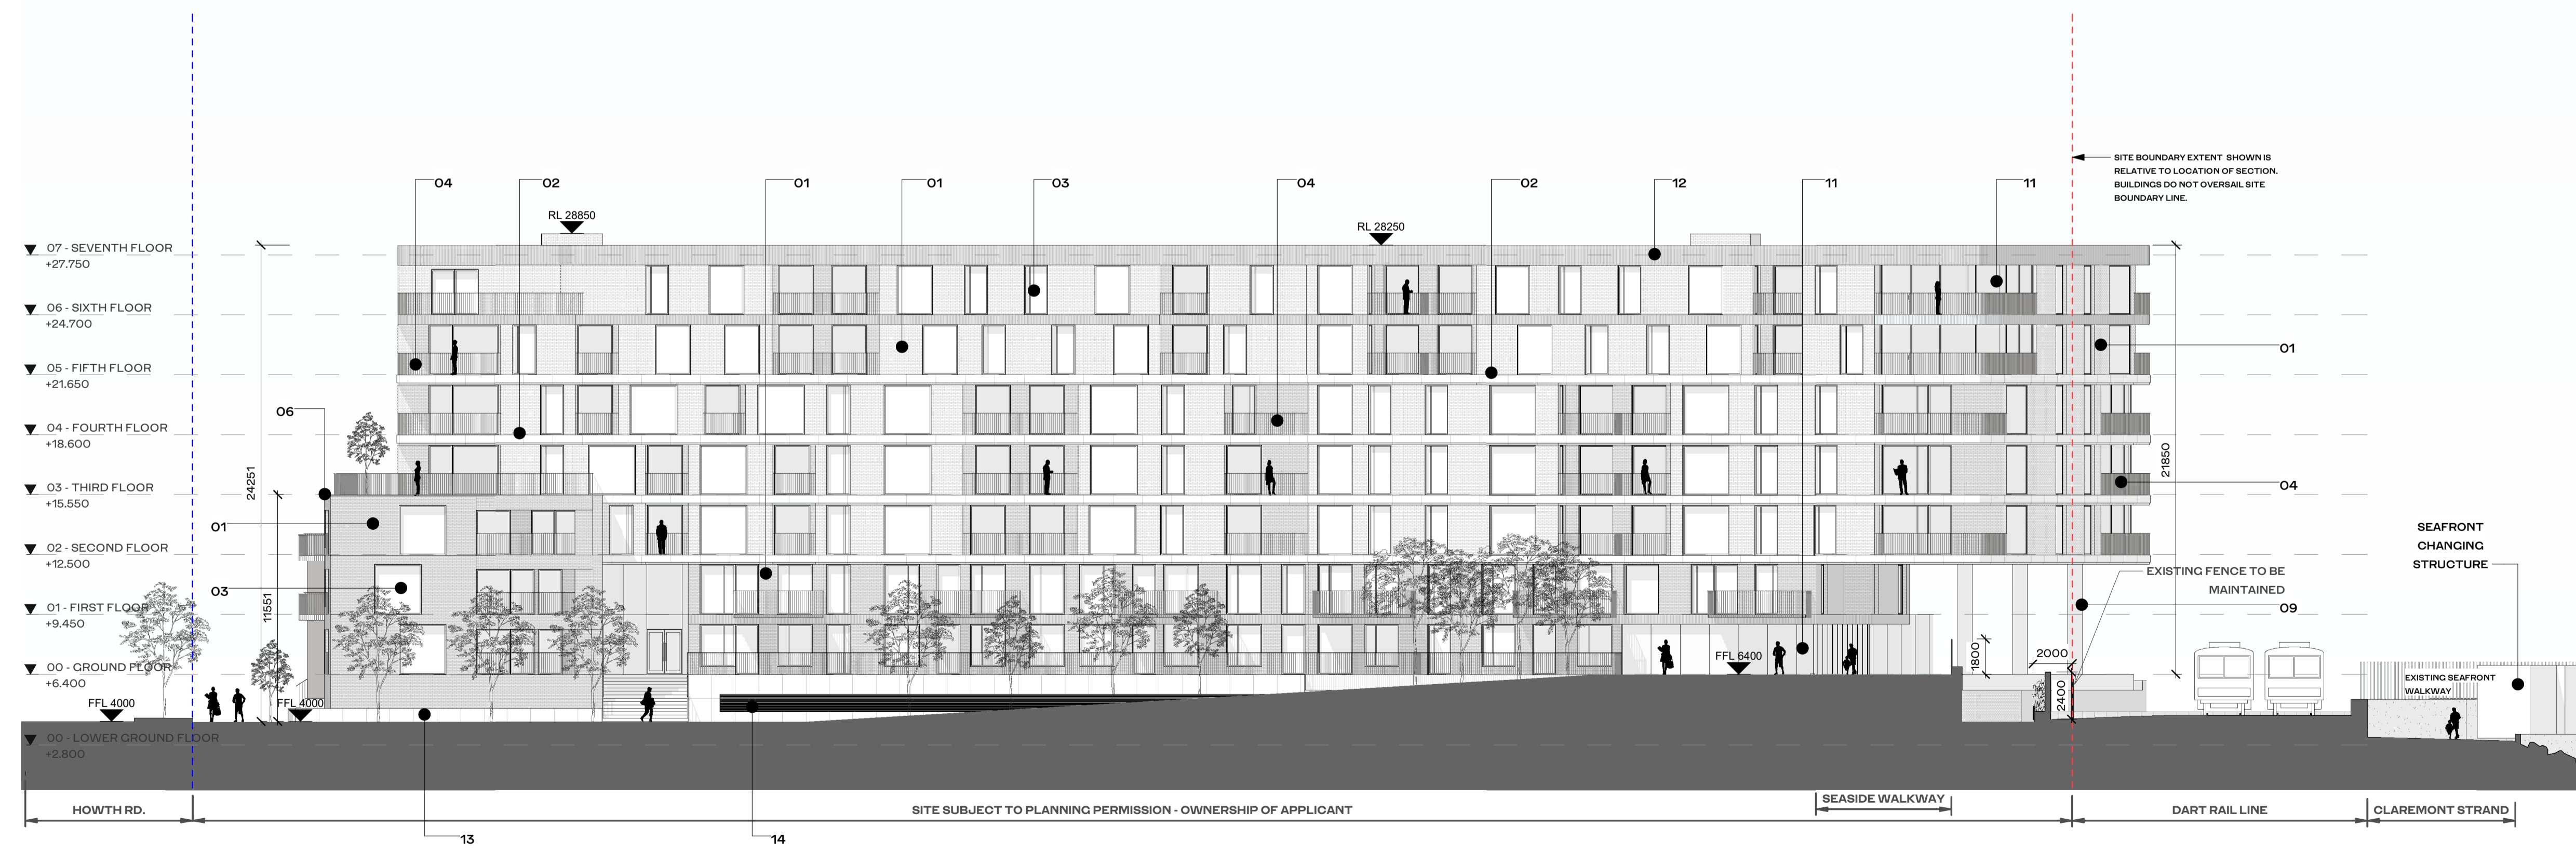 SITE BOUNDARY EXTENT SHOWN IS
RELATIVE TO LOCATION OF SECTION.
BUILDINGS DO NOT OVERSAIL SITE
BOUNDARY LINE.
04
02
01
01
03
04
02
12
11
11
RL 28850
RL 28250
07 - SEVENTH FLOOR
+27.750
06 - SIXTH FLOOR
+24.700
05 - FIFTH FLOOR
+21.650
04 - FOURTH FLOOR
+18.600
03 - THIRD FLOOR
+15.550
02 - SECOND FLOOR
+12.500
01 - FIRST FLOOR
+9.450
00 - GROUND FLOOR
+6.400
FFL 4000
FFL 4000
00 - LOWER GROUND FLOOR
+2.800
06
01
03
24251
11551
01
04
09
21850
SEAFRONT
CHANGING
STRUCTURE
EXISTING FENCE TO BE
MAINTAINED
FFL 6400
1800
2000
2400
EXISTING SEAFRONT
WALKWAY
HOWTH RD.
SITE SUBJECT TO PLANNING PERMISSION - OWNERSHIP OF APPLICANT
SEASIDE WALKWAY
DART RAIL LINE
CLAREMONT STRAND
13
14